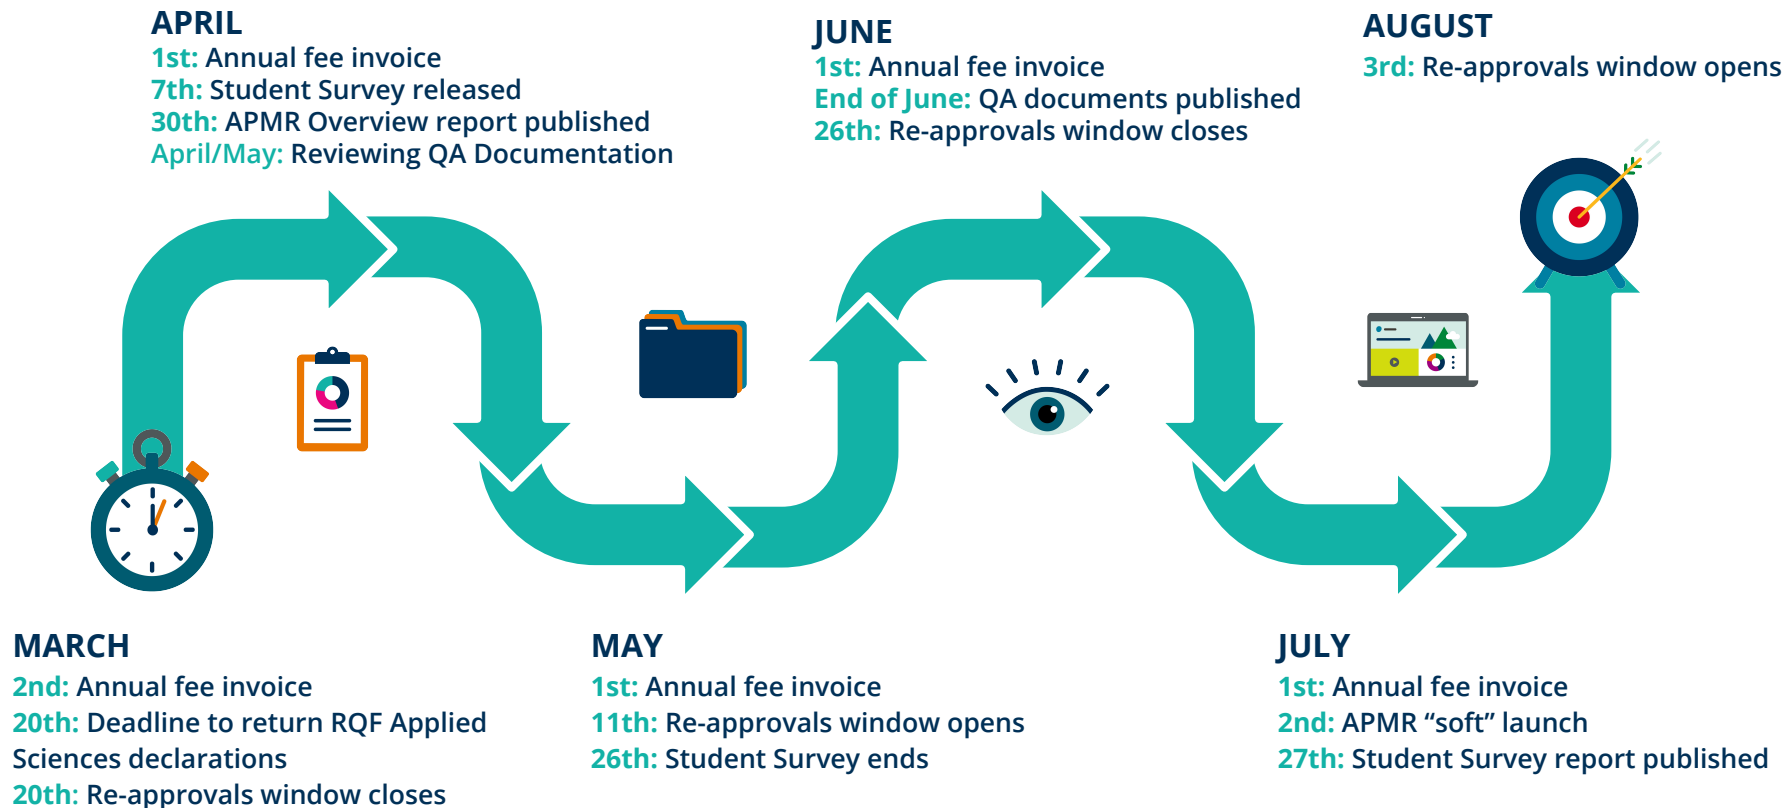 APRIL
1st: Annual fee invoice
7th: Student Survey released
30th: APMR Overview report published
April/May: Reviewing QA Documentation
JUNE
1st: Annual fee invoice
End of June: QA documents published
26th: Re-approvals window closes
AUGUST
3rd: Re-approvals window opens
MARCH
2nd: Annual fee invoice
20th: Deadline to return RQF Applied
Sciences declarations
20th: Re-approvals window closes
MAY
1st: Annual fee invoice
11th: Re-approvals window opens
26th: Student Survey ends
JULY
1st: Annual fee invoice
2nd: APMR “soft” launch
27th: Student Survey report published